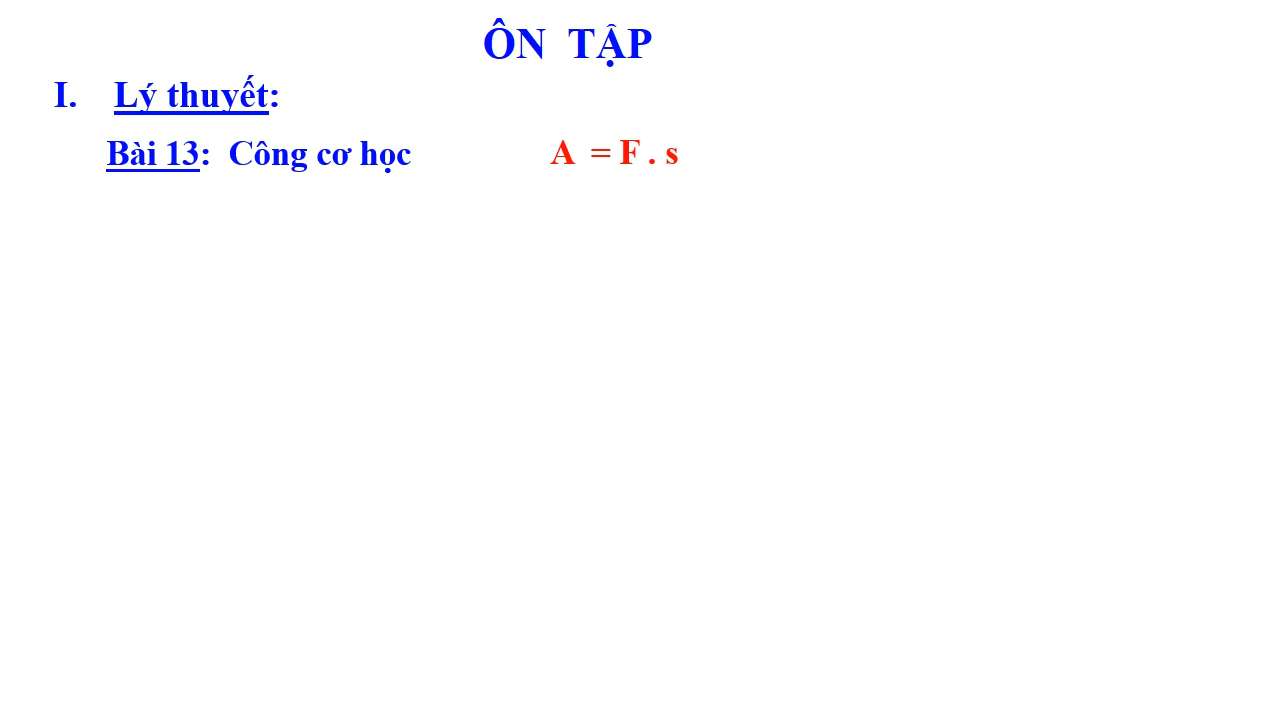 ÔN TẬP
I. Lý thuyết:
Bài 13: Công cơ học A = F . s